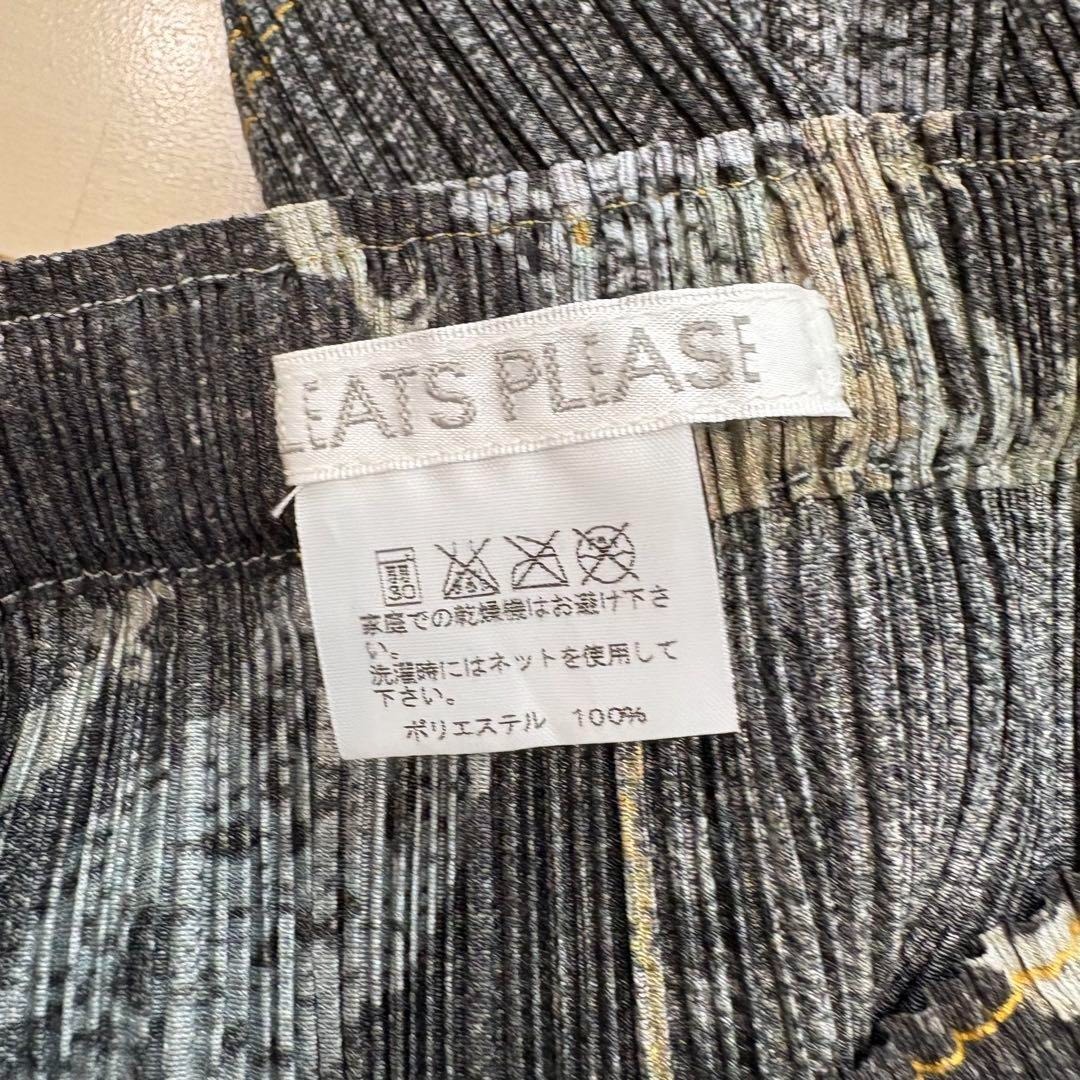 LEATS PLEASE
30
家庭での乾燥機はお避け下さ
い。
洗濯時にはネットを使用して
下さい。
ポリエステル 100%